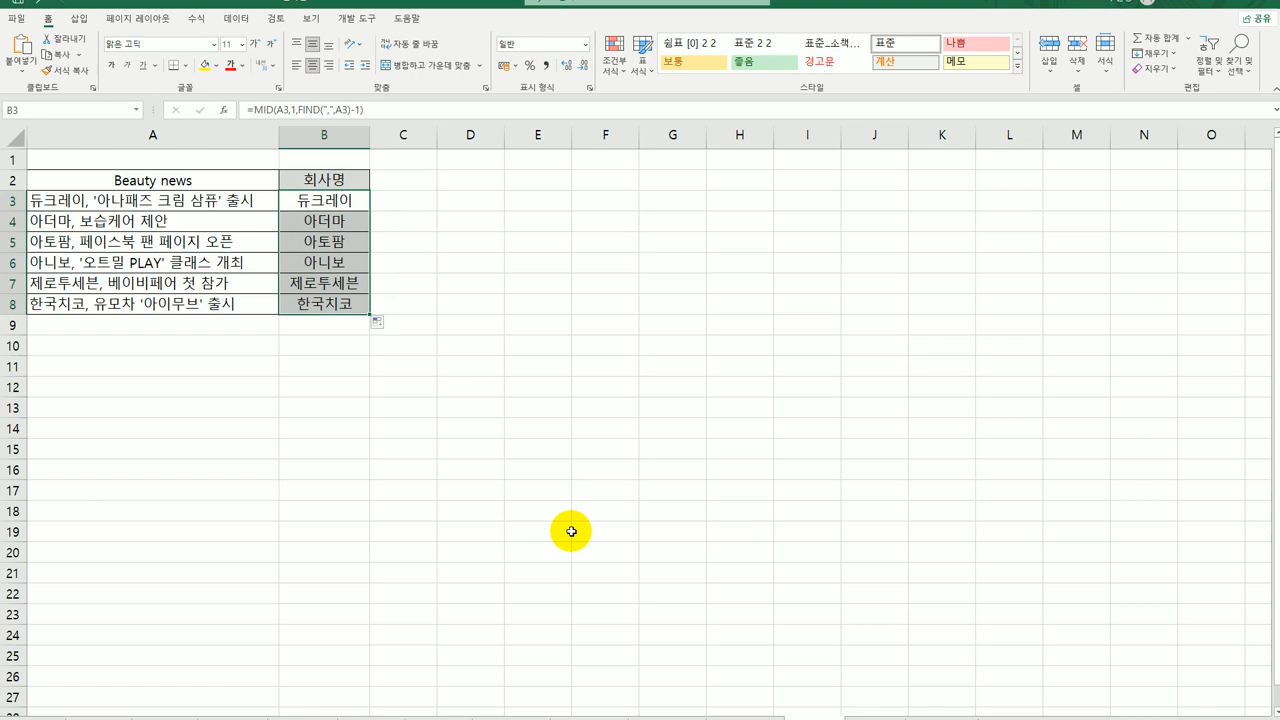 파일 홈 삽입 페이지 레이아웃 수식 데이터 검토 보기 개발 도구 도움말 공유
붙여넣기 잘라내기 복사 서식 복사 클립보드
맑은 고딕 11 가 가 가 가 가 가 내천 글꼴
자동 줄 바꿈 병합하고 가운데 맞춤 맞춤
일반 % 표시 형식
조건부 서식 표 서식
쉼표 [0] 2 2 표준 2 2 표준_소책... 표준 나쁨
보통 좋음 경고문 계산 메모
스타일
삽입 삭제 서식 셀
자동 합계 채우기 지우기 정렬 및 찾기 및 필터 선택 편집
B3 fx =MID(A3,1,FIND(",",A3)-1)
A B C D E F G H I J K L M N O
1
2 Beauty news 회사명
3 듀크레이, '아나패즈 크림 샴퓨' 출시 듀크레이
4 아더마, 보습케어 제안 아더마
5 아토팜, 페이스북 팬 페이지 오픈 아토팜
6 아니보, '오트밀 PLAY' 클래스 개최 아니보
7 제로투세븐, 베이비페어 첫 참가 제로투세븐
8 한국치코, 유모차 '아이무브' 출시 한국치코
9
10
11
12
13
14
15
16
17
18
19
20
21
22
23
24
25
26
27